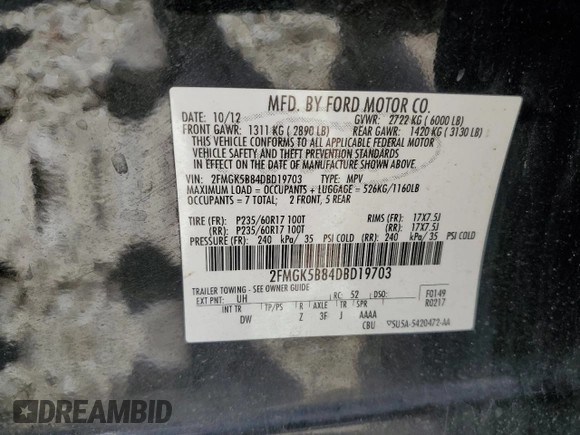 MFD. BY FORD MOTOR CO.
DATE: 10/12 GVWR: 2722 KG ( 6000 LB)
FRONT GAWR: 1311 KG ( 2890 LB) REAR GAWR: 1420 KG ( 3130 LB)
THIS VEHICLE CONFORMS TO ALL APPLICABLE FEDERAL MOTOR
VEHICLE SAFETY AND THEFT PREVENTION STANDARDS
IN EFFECT ON THE DATE OF MANUFACTURE SHOWN ABOVE.
VIN: 2FMGK5B84DBD19703 TYPE: MPV
MAXIMUM LOAD = OCCUPANTS + LUGGAGE = 526KG/1160LB
OCCUPANTS = 7 TOTAL; 2 FRONT, 5 REAR
TIRE (FR): P235/60R17 100T RIMS (FR): 17X7.5J
(RR): P235/60R17 100T (RR): 17X7.5J
PRESSURE (FR): 240 kPa/ 35 PSI COLD (RR): 240 kPa/ 35 PSI COLD
2FMGK5B84DBD19703
TRAILER TOWING - SEE OWNER GUIDE
EXT PNT: UH RC: 52 DSO: F0149
R0217
INT TR TP/PS R AXLE TR SPR
DW Z 3F J AAAA
CBU 5U5A-5420472-AA
DREAMBID